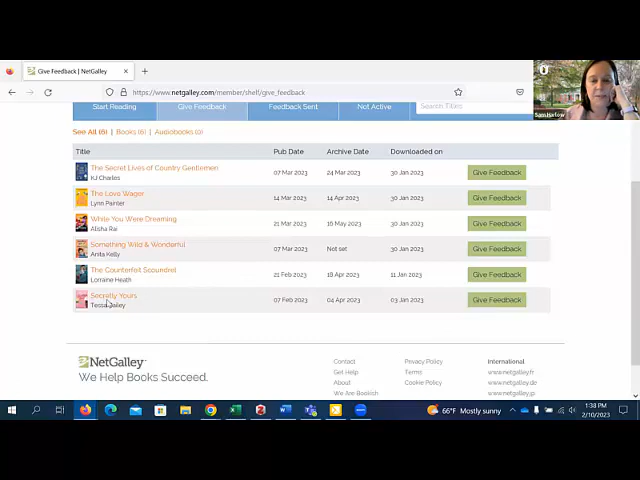 Give Feedback | NetGalley
https://www.netgalley.com/member/shelf/give_feedback
Sam Harlow
Start Reading Give Feedback Feedback Sent Not Active Search Titles
See All (6) | Books (6) | Audiobooks (0)
Title Pub Date Archive Date Downloaded on
The Secret Lives of Country Gentlemen
KJ Charles
07 Mar 2023 24 Mar 2023 30 Jan 2023 Give Feedback
The Love Wager
Lynn Painter
14 Mar 2023 14 Apr 2023 30 Jan 2023 Give Feedback
While You Were Dreaming
Alisha Rai
21 Mar 2023 16 May 2023 30 Jan 2023 Give Feedback
Something Wild & Wonderful
Anita Kelly
07 Mar 2023 Not set 30 Jan 2023 Give Feedback
The Counterfeit Scoundrel
Lorraine Heath
21 Feb 2023 18 Apr 2023 11 Jan 2023 Give Feedback
Secretly Yours
Tessa Bailey
07 Feb 2023 04 Apr 2023 03 Jan 2023 Give Feedback
NetGalley
We Help Books Succeed.
Contact Privacy Policy International
Get Help Terms www.netgalley.fr
About Cookie Policy www.netgalley.de
We Are Bookish www.netgalley.jp
66°F Mostly sunny
1:38 PM
2/10/2023